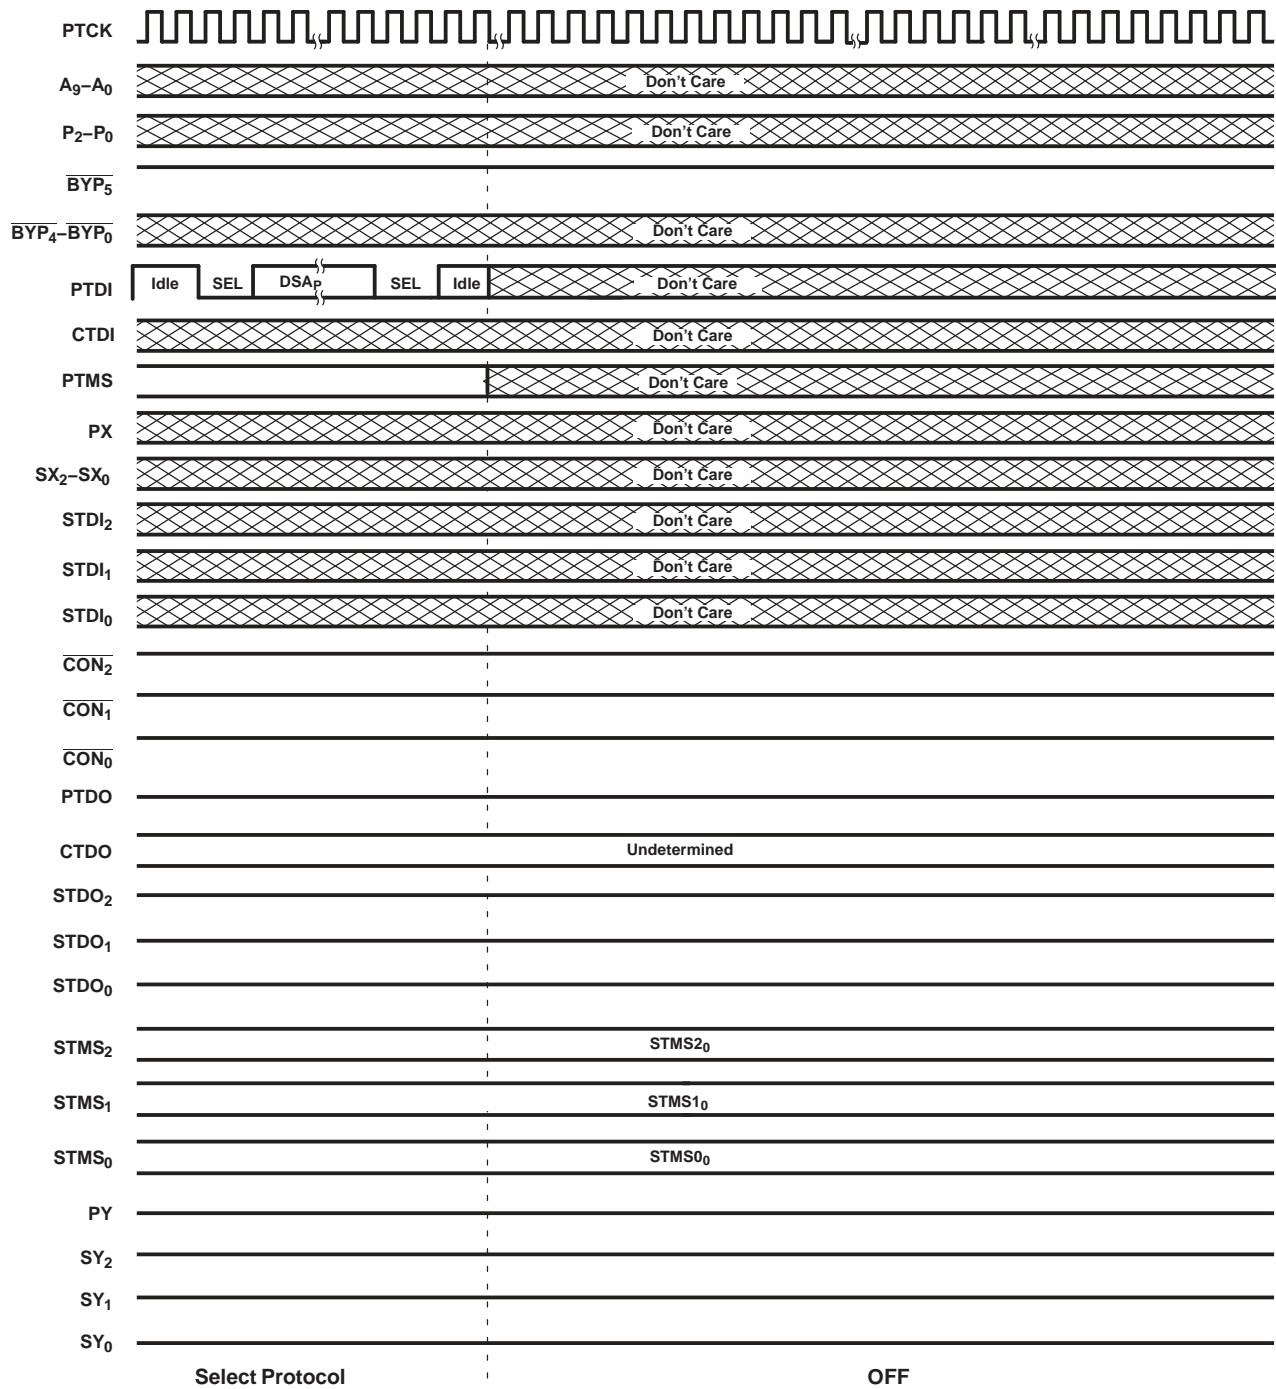 PTCK
A9–A0 Don't Care
P2–P0 Don't Care
BYP5
BYP4–BYP0 Don't Care
PTDI Idle SEL DSAP SEL Idle Don't Care
CTDI Don't Care
PTMS Don't Care
PX Don't Care
SX2–SX0 Don't Care
STDI2 Don't Care
STDI1 Don't Care
STDI0 Don't Care
CON2
CON1
CON0
PTDO
CTDO Undetermined
STDO2
STDO1
STDO0
STMS2 STMS20
STMS1 STMS10
STMS0 STMS00
PY
SY2
SY1
SY0
Select Protocol OFF